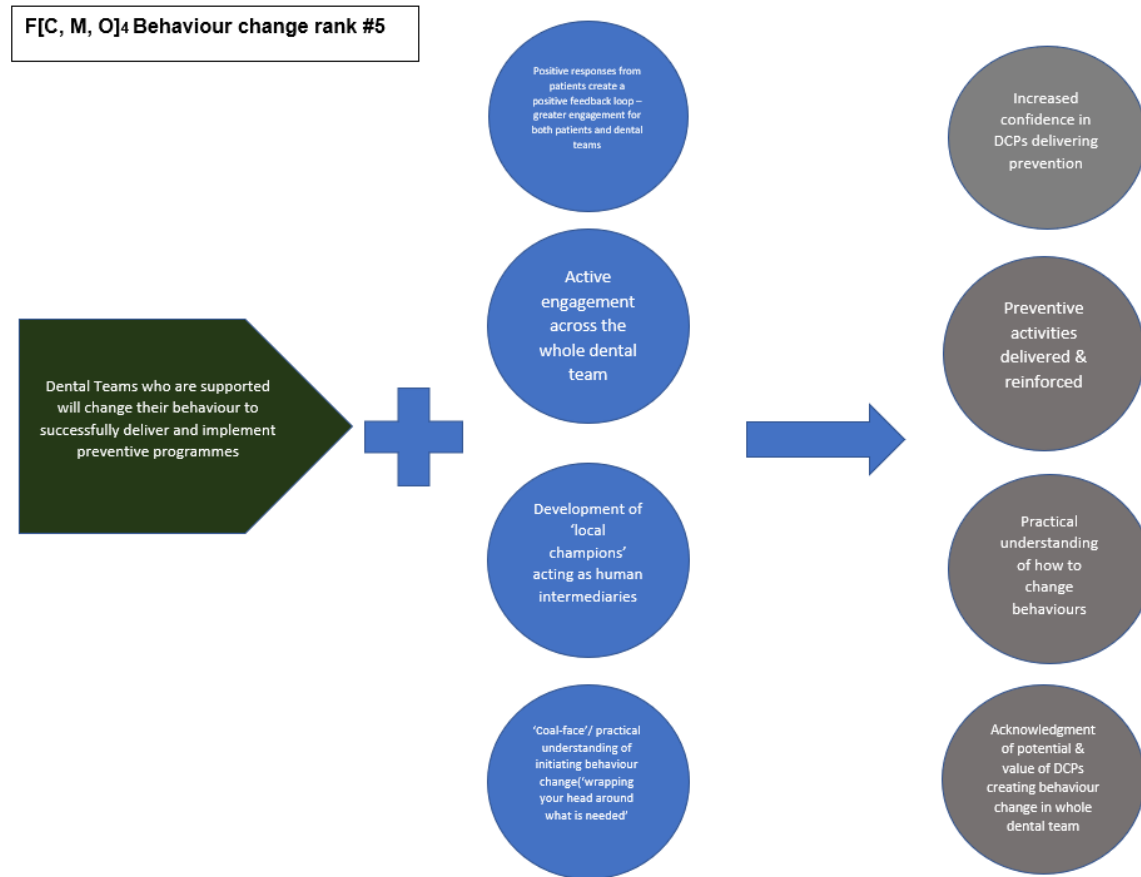 F[C, M, O]4 Behaviour change rank #5
Positive responses from
patients create a
positive feedback loop –
greater engagement for
both patients and dental
teams
Active
engagement
across the
whole dental
team
Development of
‘local
champions’
acting as human
intermediaries
‘Coal-face’/ practical
understanding of
initiating behaviour
change(‘wrapping
your head around
what is needed’
Dental Teams who are supported
will change their behaviour to
successfully deliver and implement
preventive programmes
Increased
confidence in
DCPs delivering
prevention
Preventive
activities
delivered &
reinforced
Practical
understanding
of how to
change
behaviours
Acknowledgment
of potential &
value of DCPs
creating behaviour
change in whole
dental team